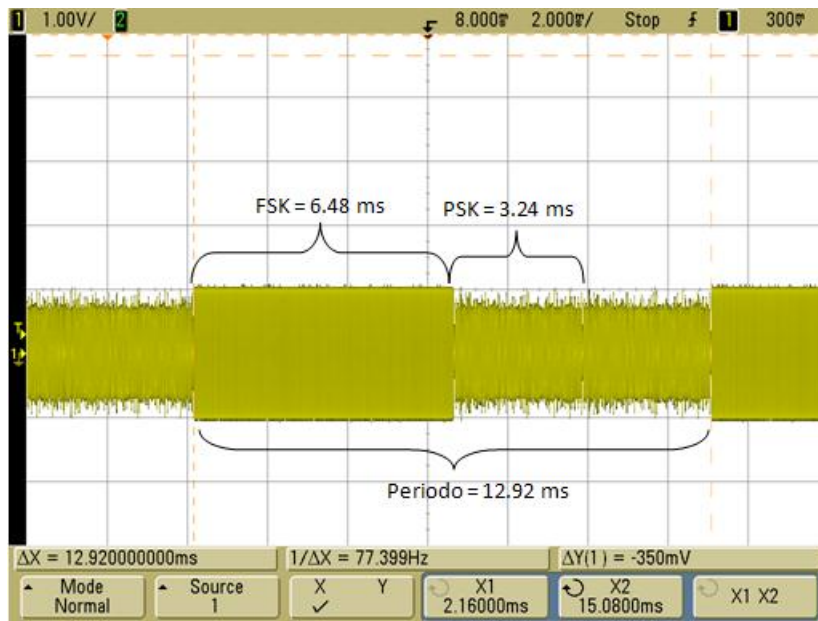 1 1.00V/ 2 8.000ms 2.000ms/ Stop 1 300mV
FSK = 6.48 ms
PSK = 3.24 ms
T
1
Periodo = 12.92 ms
ΔX = 12.920000000ms 1/ΔX = 77.399Hz ΔY(1) = -350mV
Mode Source X Y X1 X2 X1 X2
Normal 1 ✓ 2.16000ms 15.0800ms